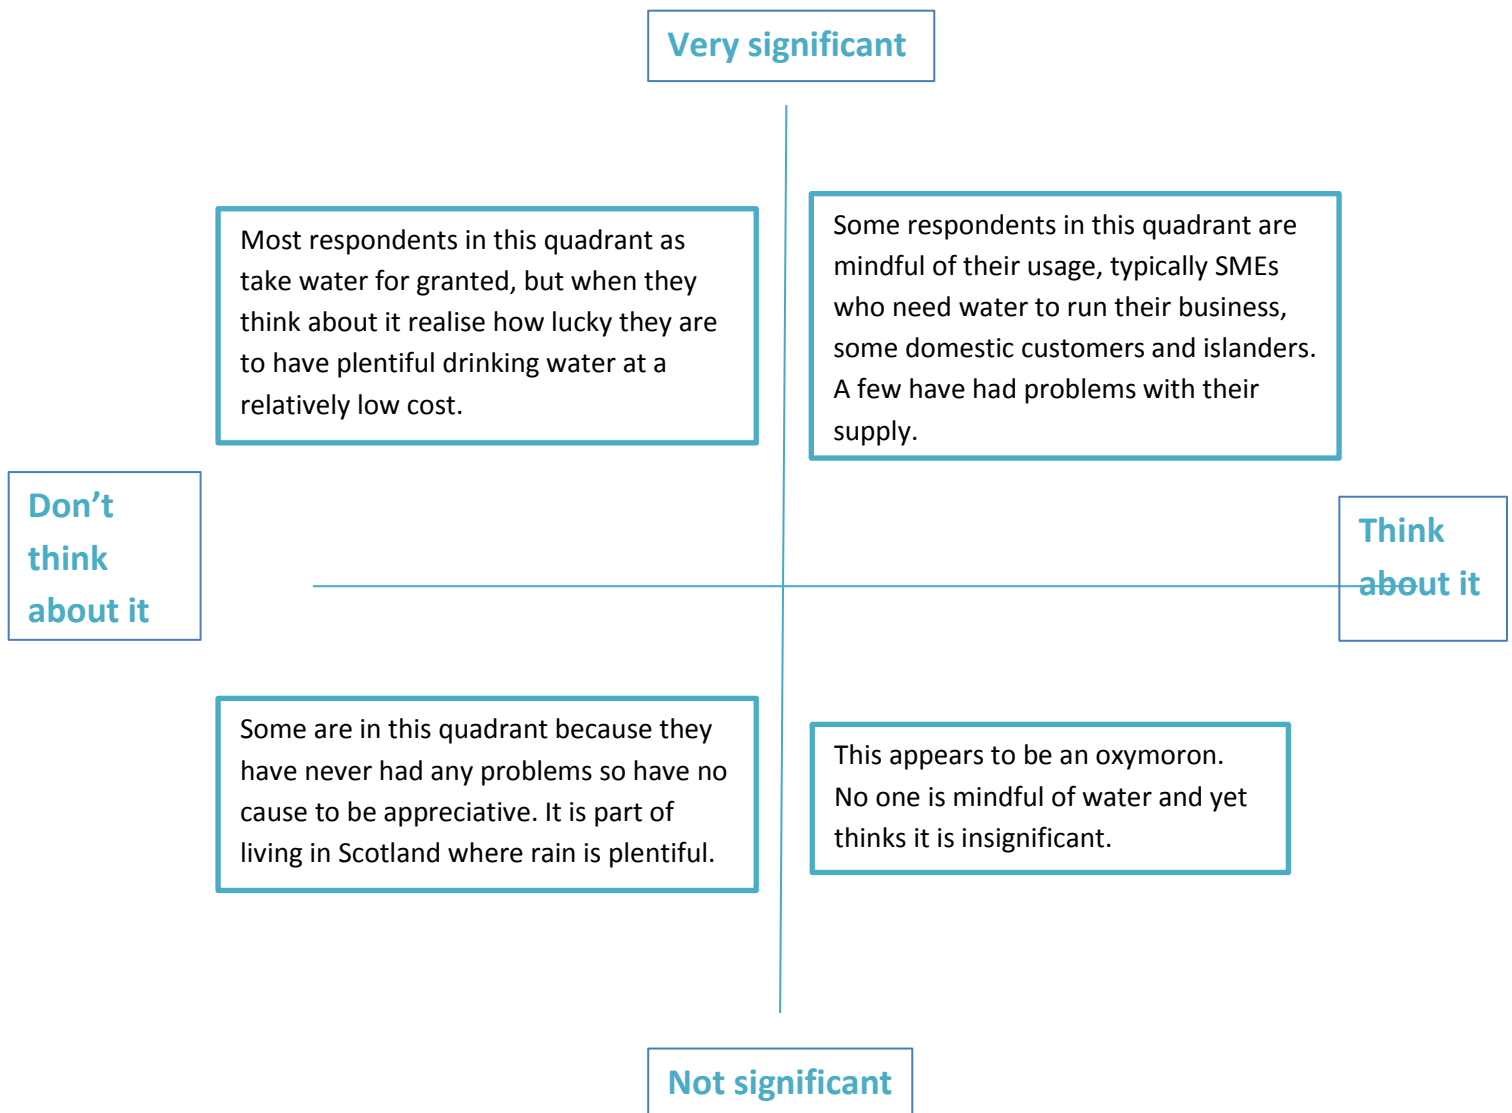 Very significant
Most respondents in this quadrant as
take water for granted, but when they
think about it realise how lucky they are
to have plentiful drinking water at a
relatively low cost.
Some respondents in this quadrant are
mindful of their usage, typically SMEs
who need water to run their business,
some domestic customers and islanders.
A few have had problems with their
supply.
Don’t
think
about it
Think
about it
Some are in this quadrant because they
have never had any problems so have no
cause to be appreciative. It is part of
living in Scotland where rain is plentiful.
This appears to be an oxymoron.
No one is mindful of water and yet
thinks it is insignificant.
Not significant